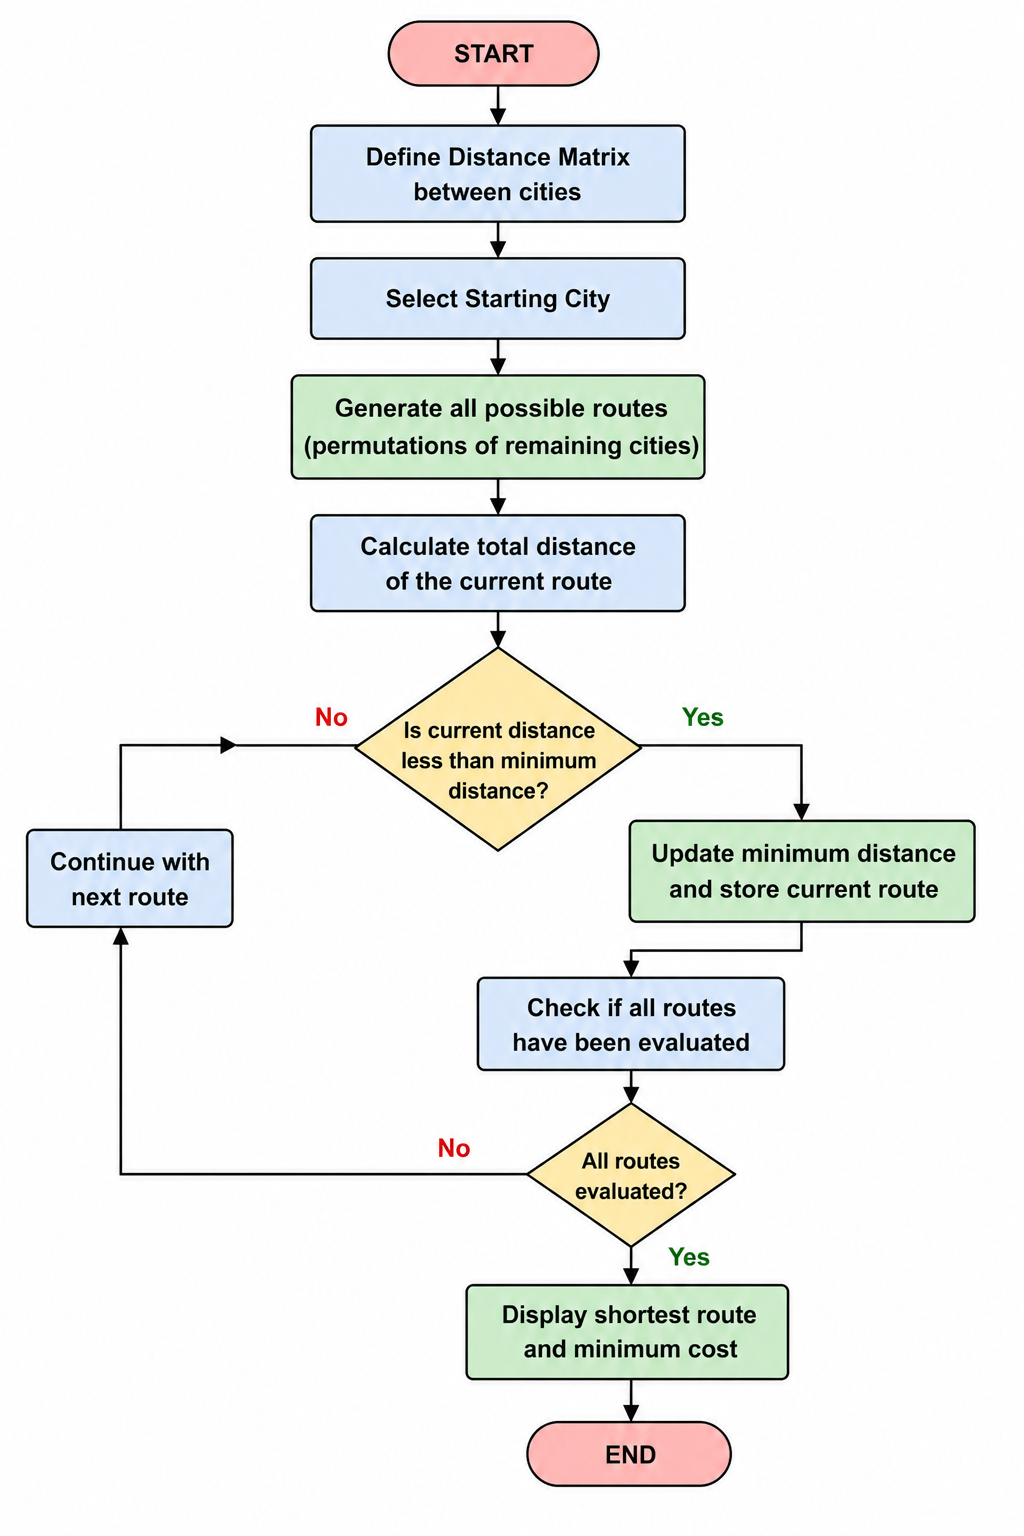 START
Define Distance Matrix
between cities
Select Starting City
Generate all possible routes
(permutations of remaining cities)
Calculate total distance
of the current route
No
Yes
Is current distance
less than minimum
distance?
Continue with
next route
Update minimum distance
and store current route
Check if all routes
have been evaluated
No
All routes
evaluated?
Yes
Display shortest route
and minimum cost
END